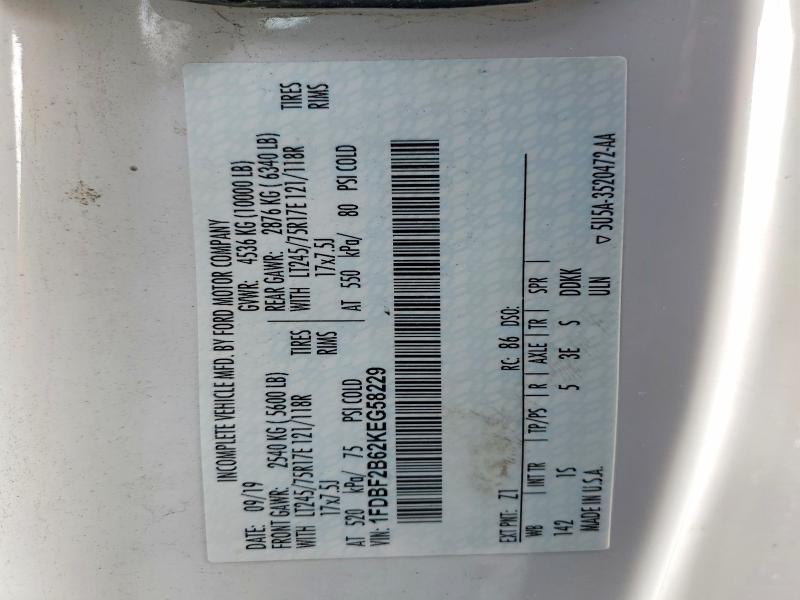 INCOMPLETE VEHICLE MFD. BY FORD MOTOR COMPANY
DATE: 09/19 GVWR: 4536 KG (10000 LB)
FRONT GAWR: 2540 KG ( 5600 LB) REAR GAWR: 2876 KG ( 6340 LB)
WITH LT245/75R17E 121/118R TIRES WITH LT245/75R17E 121/118R TIRES
17x7.5J RIMS 17x7.5J RIMS
AT 520 kPa/ 75 PSI COLD AT 550 kPa/ 80 PSI COLD
VIN: 1FDBF2B62KEG58229
EXT PNT: Z1 RC: 86 DSO:
WB INT TR TP/PS R AXLE TR SPR
142 1S 5 3E S DDKK
MADE IN U.S.A. ULN
▽ 5U5A-3520472-AA